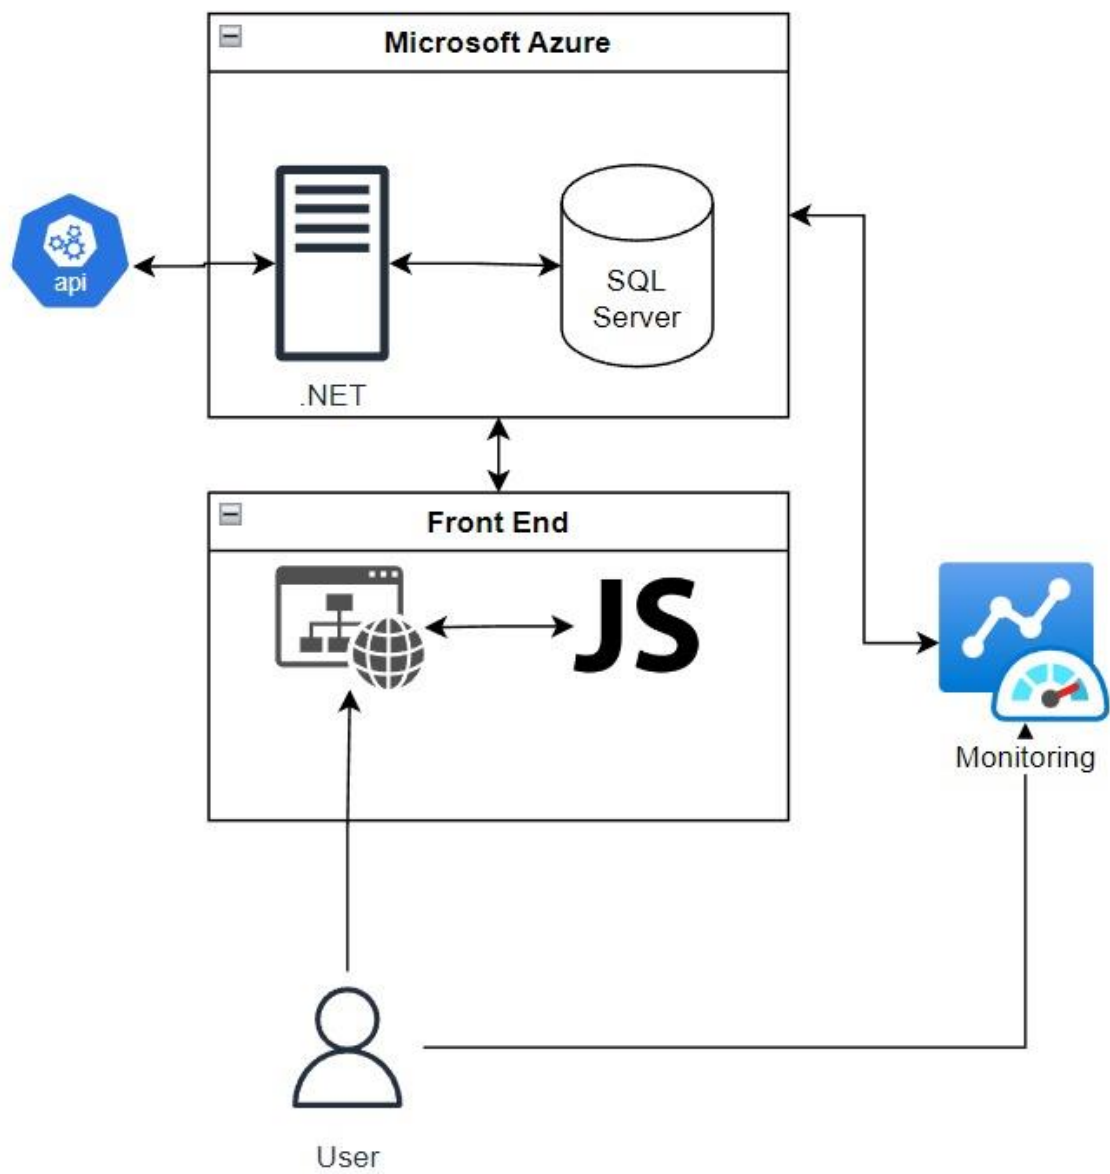 Microsoft Azure
api
SQL
Server
.NET
Front End
JS
Monitoring
User